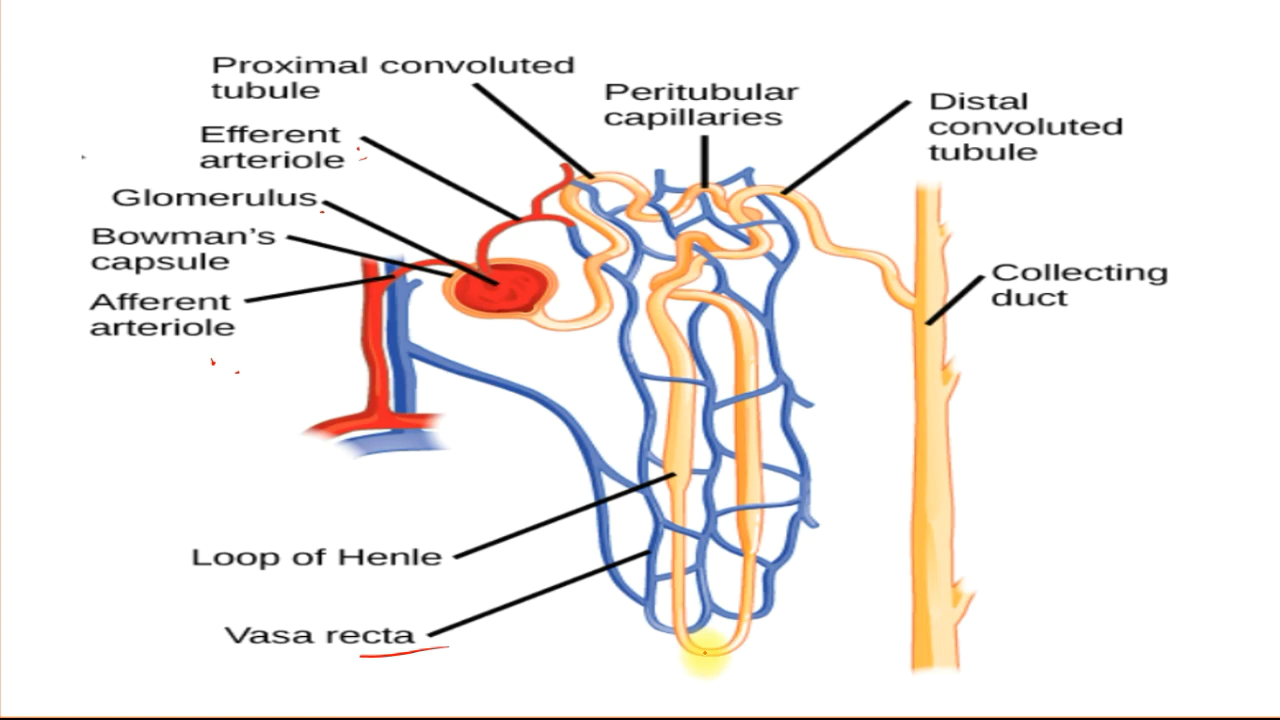 Proximal convoluted
tubule
Efferent
arteriole
Glomerulus
Bowman’s
capsule
Afferent
arteriole
Peritubular
capillaries
Distal
convoluted
tubule
Collecting
duct
Loop of Henle
Vasa recta